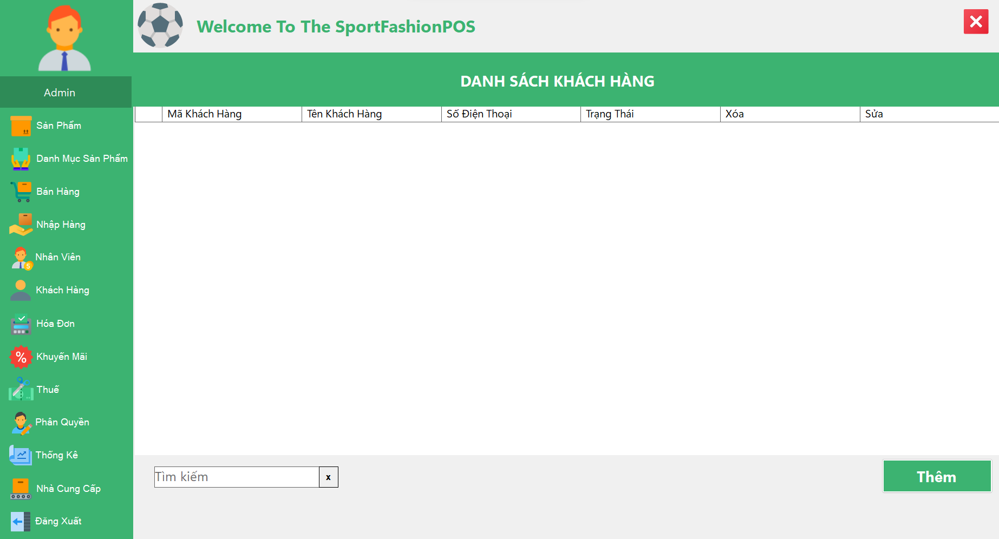 Welcome To The SportFashionPOS
Admin
Sản Phẩm
Danh Mục Sản Phẩm
Bán Hàng
Nhập Hàng
Nhân Viên
Khách Hàng
Hóa Đơn
Khuyến Mãi
Thuế
Phân Quyền
Thống Kê
Nhà Cung Cấp
Đăng Xuất
DANH SÁCH KHÁCH HÀNG
Mã Khách Hàng Tên Khách Hàng Số Điện Thoại Trạng Thái Xóa Sửa
Tìm kiếm x
Thêm